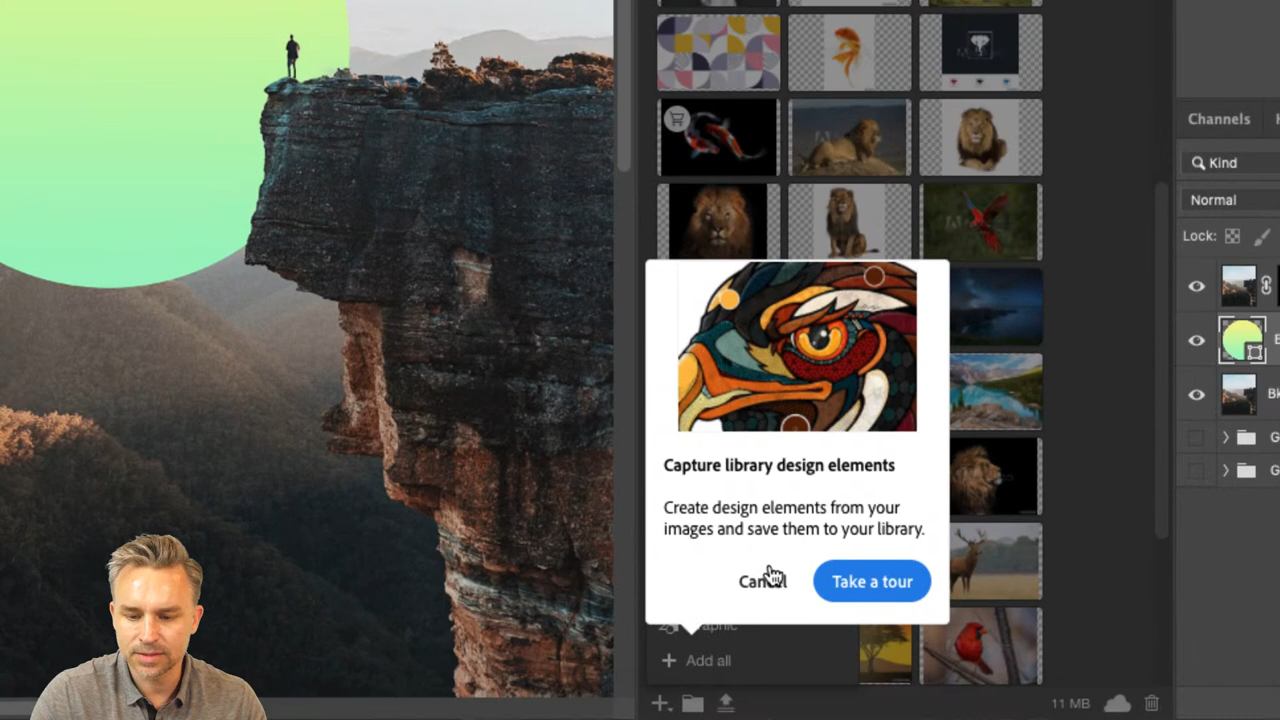 Channels
Kind
Normal
Lock:
Capture library design elements
Create design elements from your
images and save them to your library.
Take a tour
Add all
11 MB